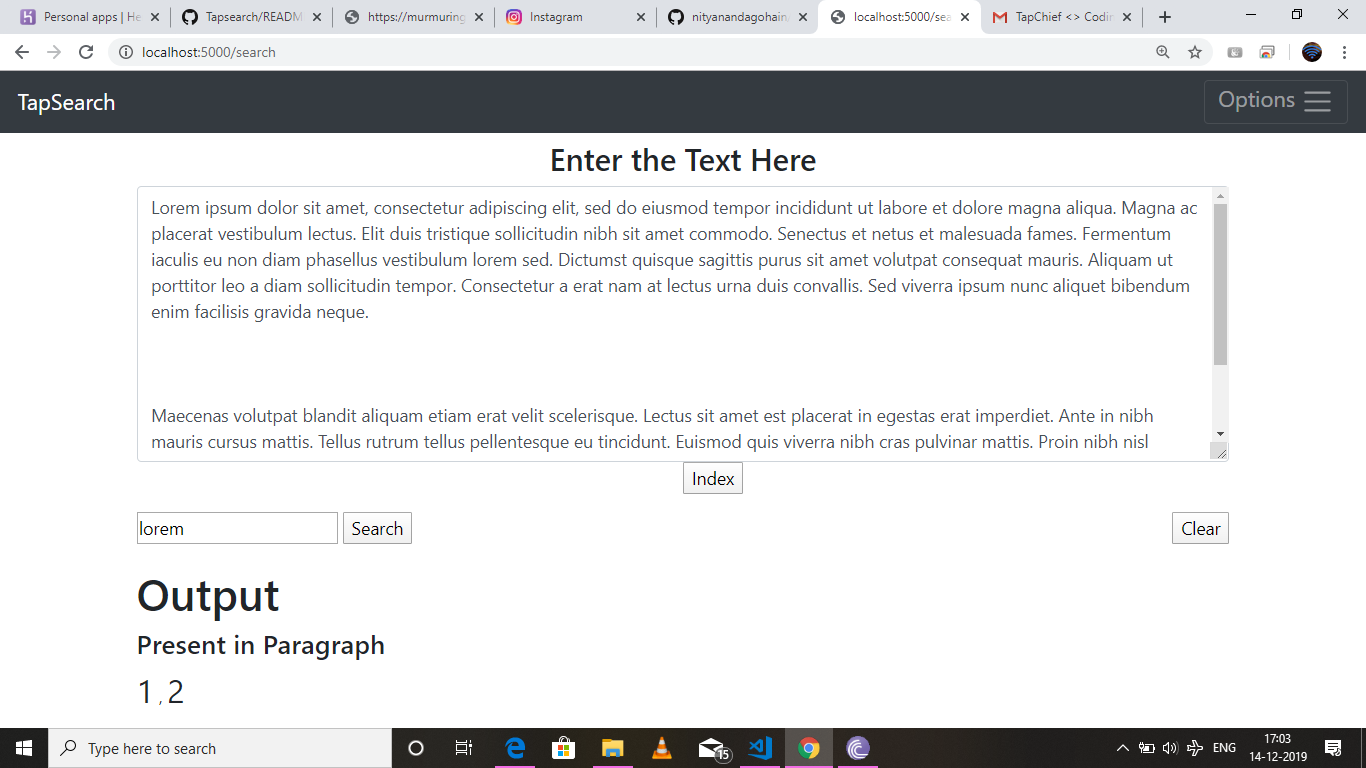 Personal apps | He
Tapsearch/READM
https://murmuring
Instagram
nityanandagohain
localhost:5000/sea
TapChief <> Codin
localhost:5000/search
TapSearch
Options
Enter the Text Here
Lorem ipsum dolor sit amet, consectetur adipiscing elit, sed do eiusmod tempor incididunt ut labore et dolore magna aliqua. Magna ac
placerat vestibulum lectus. Elit duis tristique sollicitudin nibh sit amet commodo. Senectus et netus et malesuada fames. Fermentum
iaculis eu non diam phasellus vestibulum lorem sed. Dictumst quisque sagittis purus sit amet volutpat consequat mauris. Aliquam ut
porttitor leo a diam sollicitudin tempor. Consectetur a erat nam at lectus urna duis convallis. Sed viverra ipsum nunc aliquet bibendum
enim facilisis gravida neque.
Maecenas volutpat blandit aliquam etiam erat velit scelerisque. Lectus sit amet est placerat in egestas erat imperdiet. Ante in nibh
mauris cursus mattis. Tellus rutrum tellus pellentesque eu tincidunt. Euismod quis viverra nibh cras pulvinar mattis. Proin nibh nisl
Index
lorem
Search
Clear
Output
Present in Paragraph
1 , 2
Type here to search
15
ENG
17:03
14-12-2019